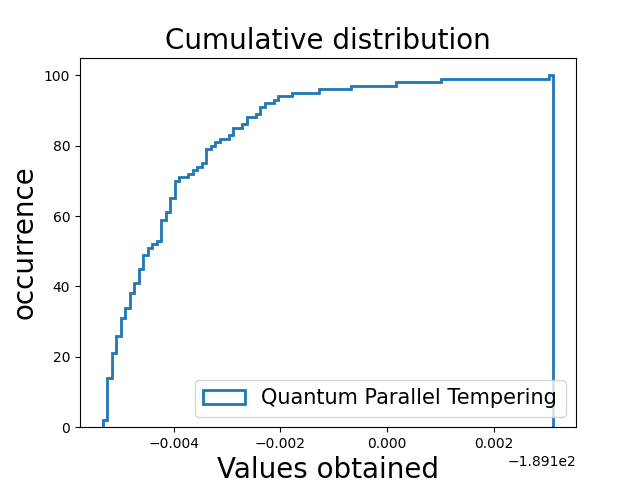 Cumulative distribution
occurrence
100
80
60
40
20
0
Quantum Parallel Tempering
−0.004
−0.002
0.000
0.002
−1.891e2
Values obtained